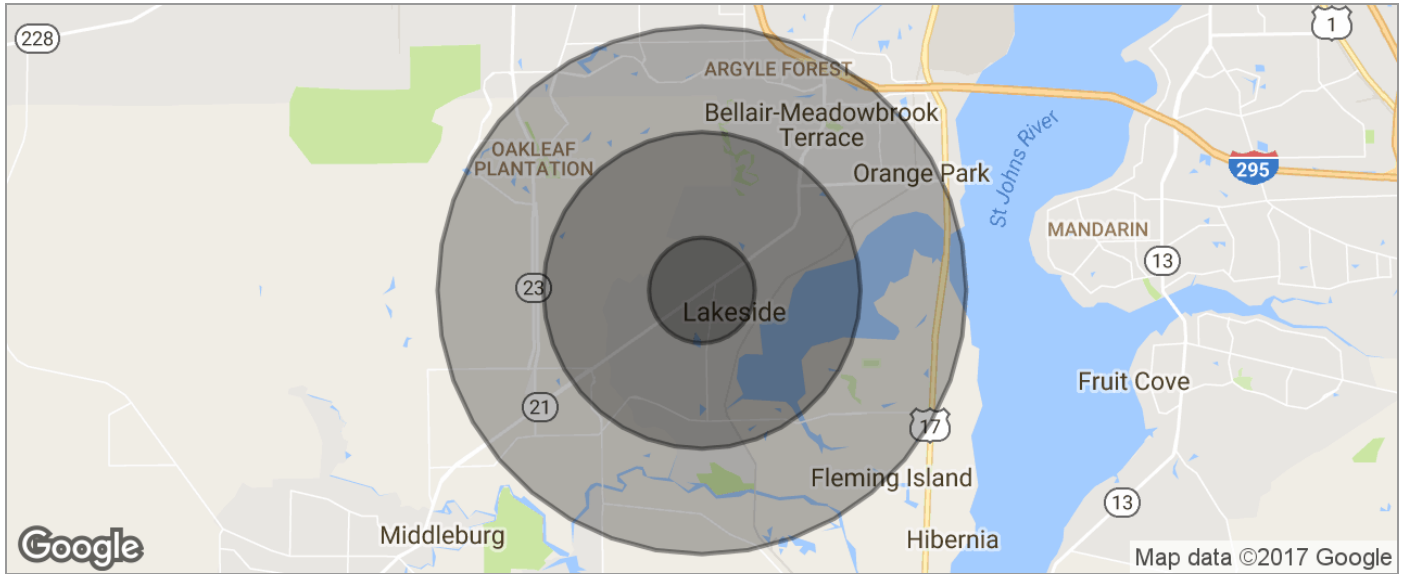 228
1
ARGYLE FOREST
Bellair-Meadowbrook
Terrace
OAKLEAF
PLANTATION
Orange Park
St Johns River
295
MANDARIN
13
23
Lakeside
Fruit Cove
21
17
Fleming Island
13
Middleburg
Hibernia
Google
Map data ©2017 Google